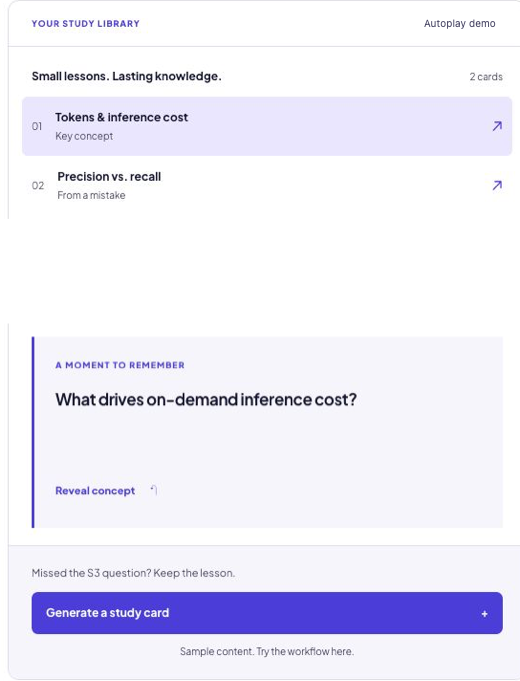 YOUR STUDY LIBRARY
Autoplay demo
Small lessons. Lasting knowledge.
2 cards
01
Tokens & inference cost
Key concept
02
Precision vs. recall
From a mistake
A MOMENT TO REMEMBER
What drives on-demand inference cost?
Reveal concept
Missed the S3 question? Keep the lesson.
Generate a study card +
Sample content. Try the workflow here.